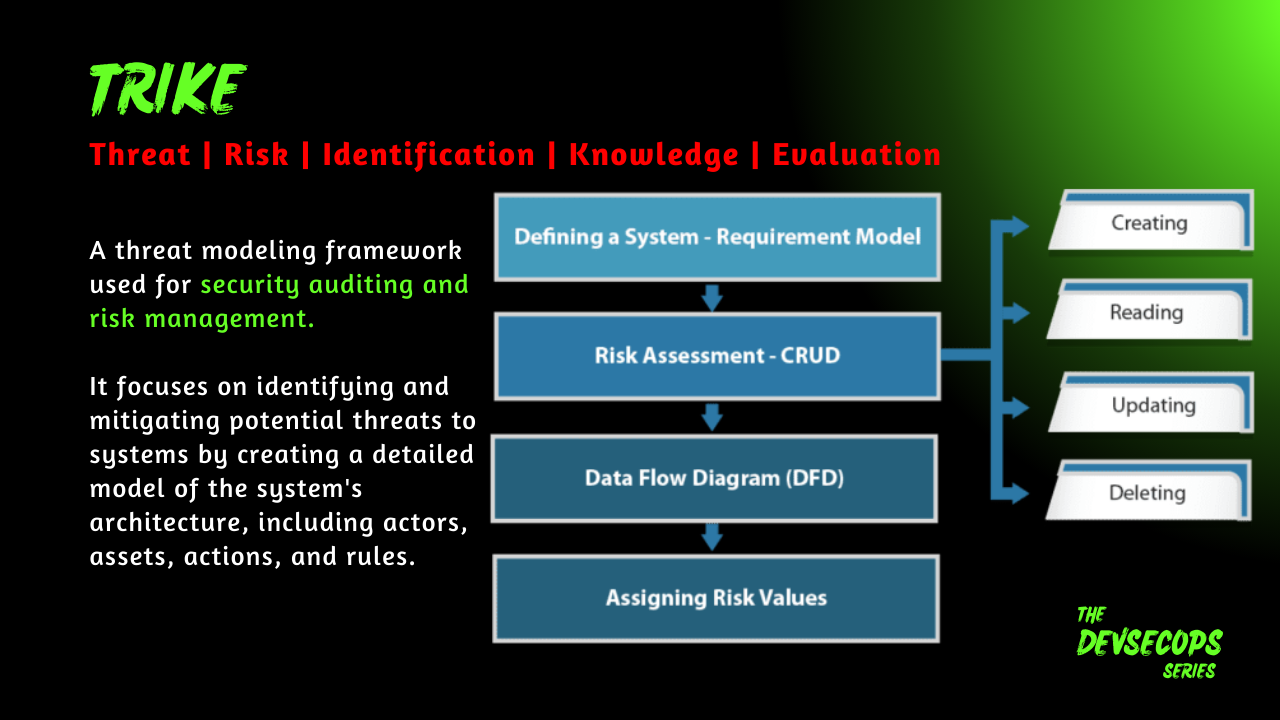 TRIKE
Threat | Risk | Identification | Knowledge | Evaluation
A threat modeling framework
used for security auditing and
risk management.
It focuses on identifying and
mitigating potential threats to
systems by creating a detailed
model of the system's
architecture, including actors,
assets, actions, and rules.
Defining a System - Requirement Model
Risk Assessment - CRUD
Data Flow Diagram (DFD)
Assigning Risk Values
Creating
Reading
Updating
Deleting
THE
DEVSECOPS
SERIES